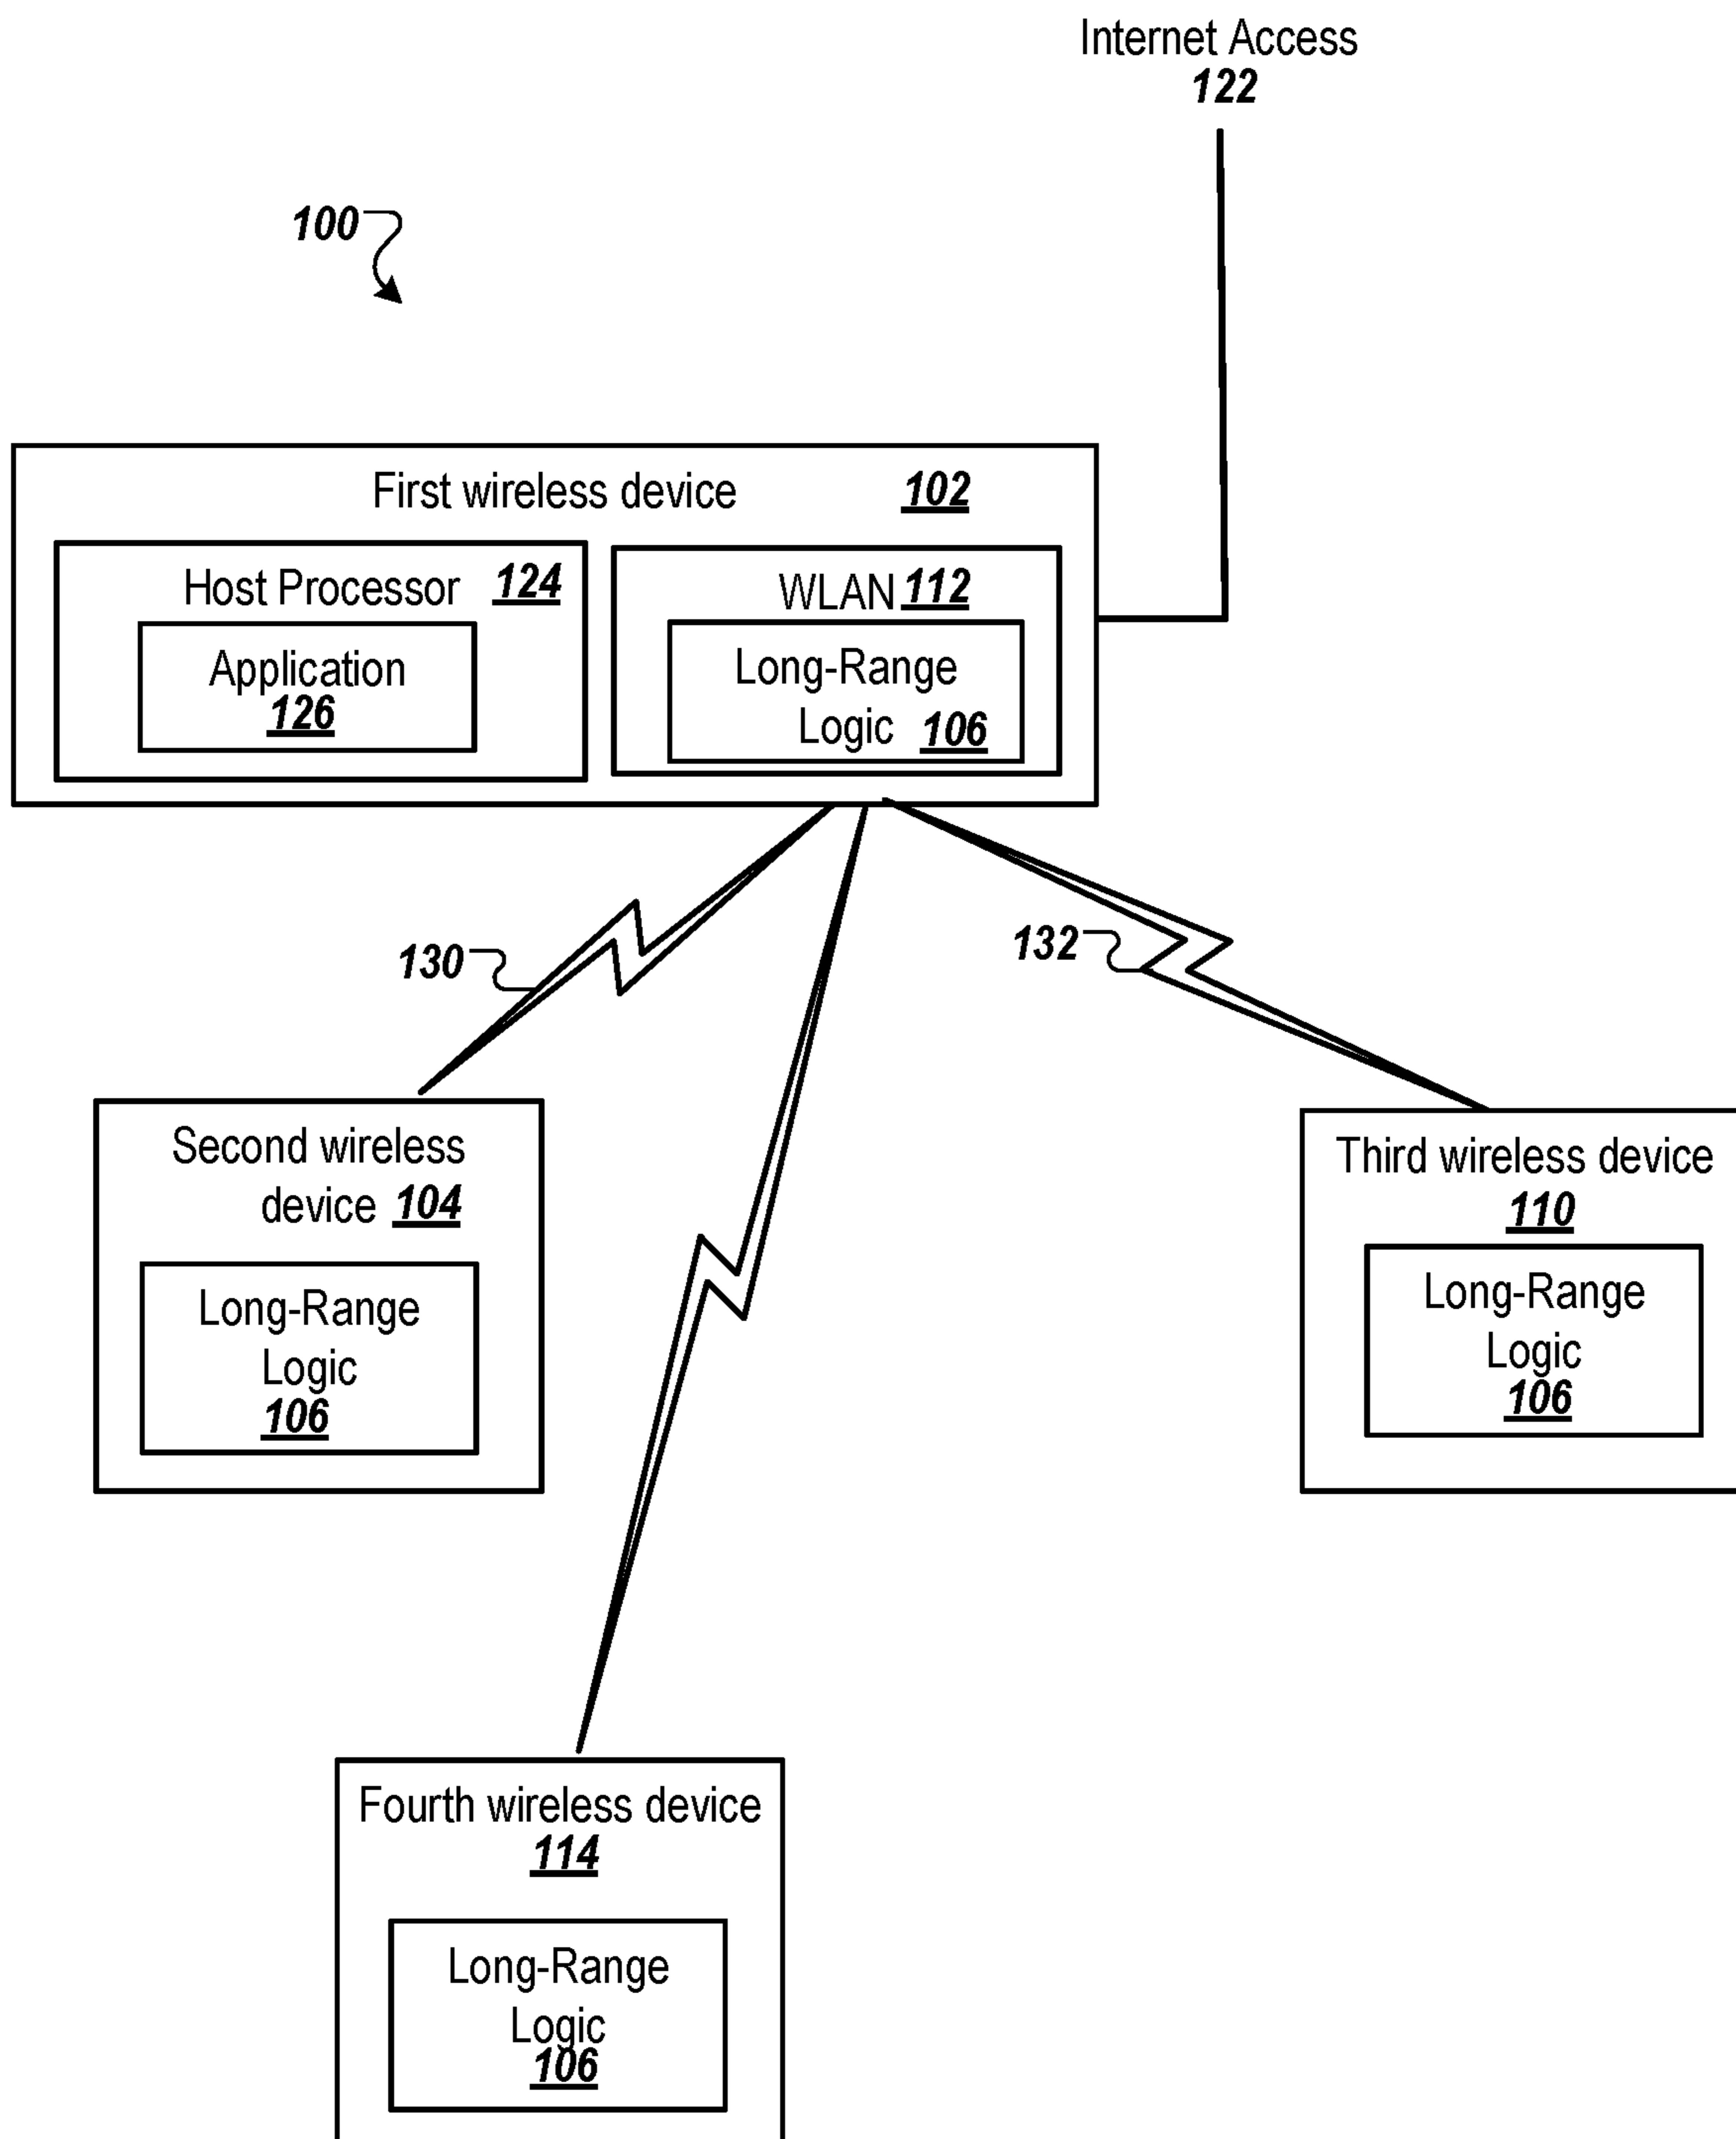 Internet Access
122
100
First wireless device 102
Host Processor 124
Application
126
WLAN 112
Long-Range
Logic 106
130
132
Second wireless
device 104
Long-Range
Logic
106
Third wireless device
110
Long-Range
Logic
106
Fourth wireless device
114
Long-Range
Logic
106